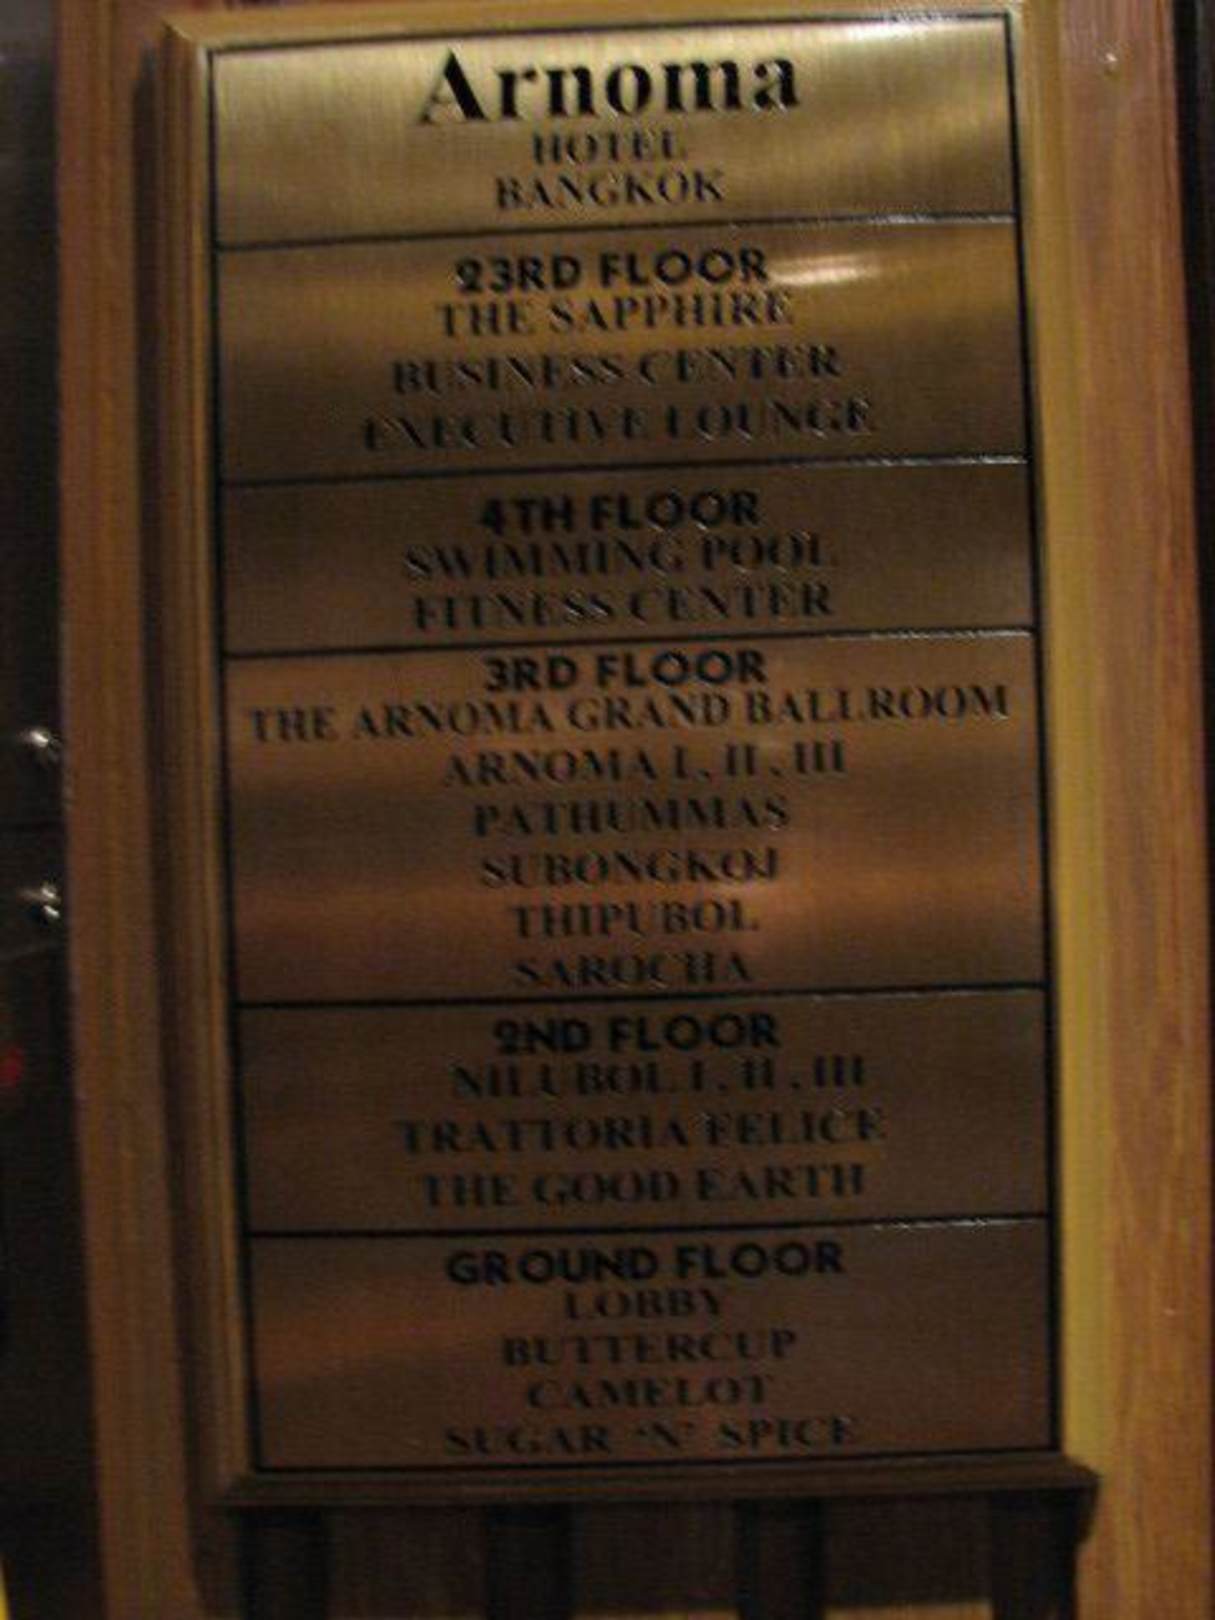 Arnoma
HOTEL
BANGKOK
23RD FLOOR
THE SAPPHIRE
BUSINESS CENTER
EXECUTIVE LOUNGE
4TH FLOOR
SWIMMING POOL
FITNESS CENTER
3RD FLOOR
THE ARNOMA GRAND BALLROOM
ARNOMA I, II, III
PATHUMMAS
SUBONGKOJ
THIPUBOL
SAROCHA
2ND FLOOR
NILUBOL I, II, III
TRATTORIA FELICE
THE GOOD EARTH
GROUND FLOOR
LOBBY
BUTTERCUP
CAMELOT
SUGAR 'N' SPICE